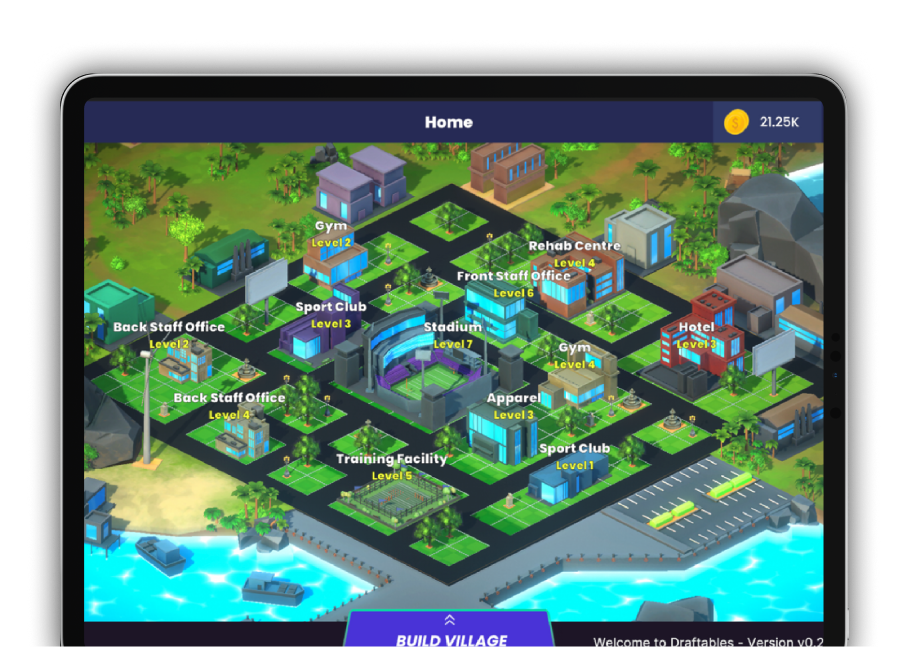 Home
21.25K
Gym
Level 2
Rehab Centre
Level 4
Front Staff Office
Level 6
Sport Club
Level 3
Back Staff Office
Level 2
Stadium
Level 7
Hotel
Level 3
Gym
Level 4
Back Staff Office
Level 4
Apparel
Level 3
Sport Club
Level 1
Training Facility
Level 5
BUILD VILLAGE
Welcome to Draftables - Version v0.2